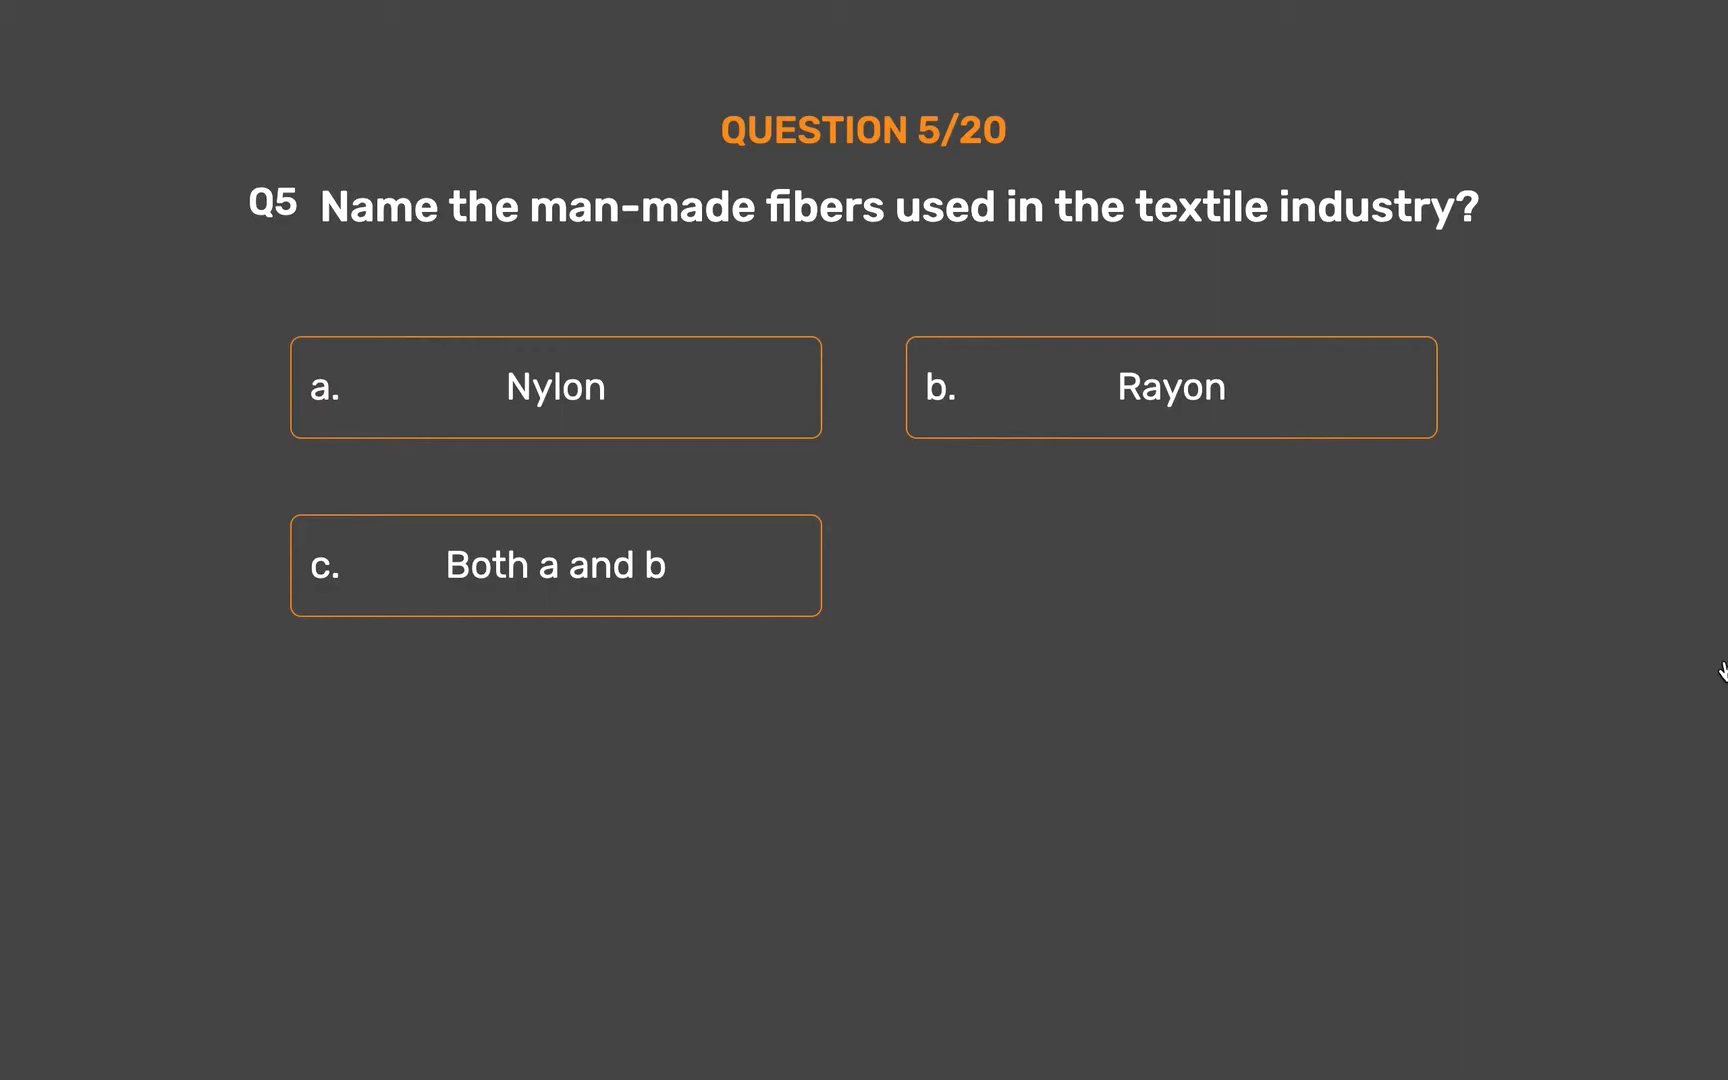 QUESTION 5/20
Q5 Name the man-made fibers used in the textile industry?
a. Nylon
b. Rayon
c. Both a and b